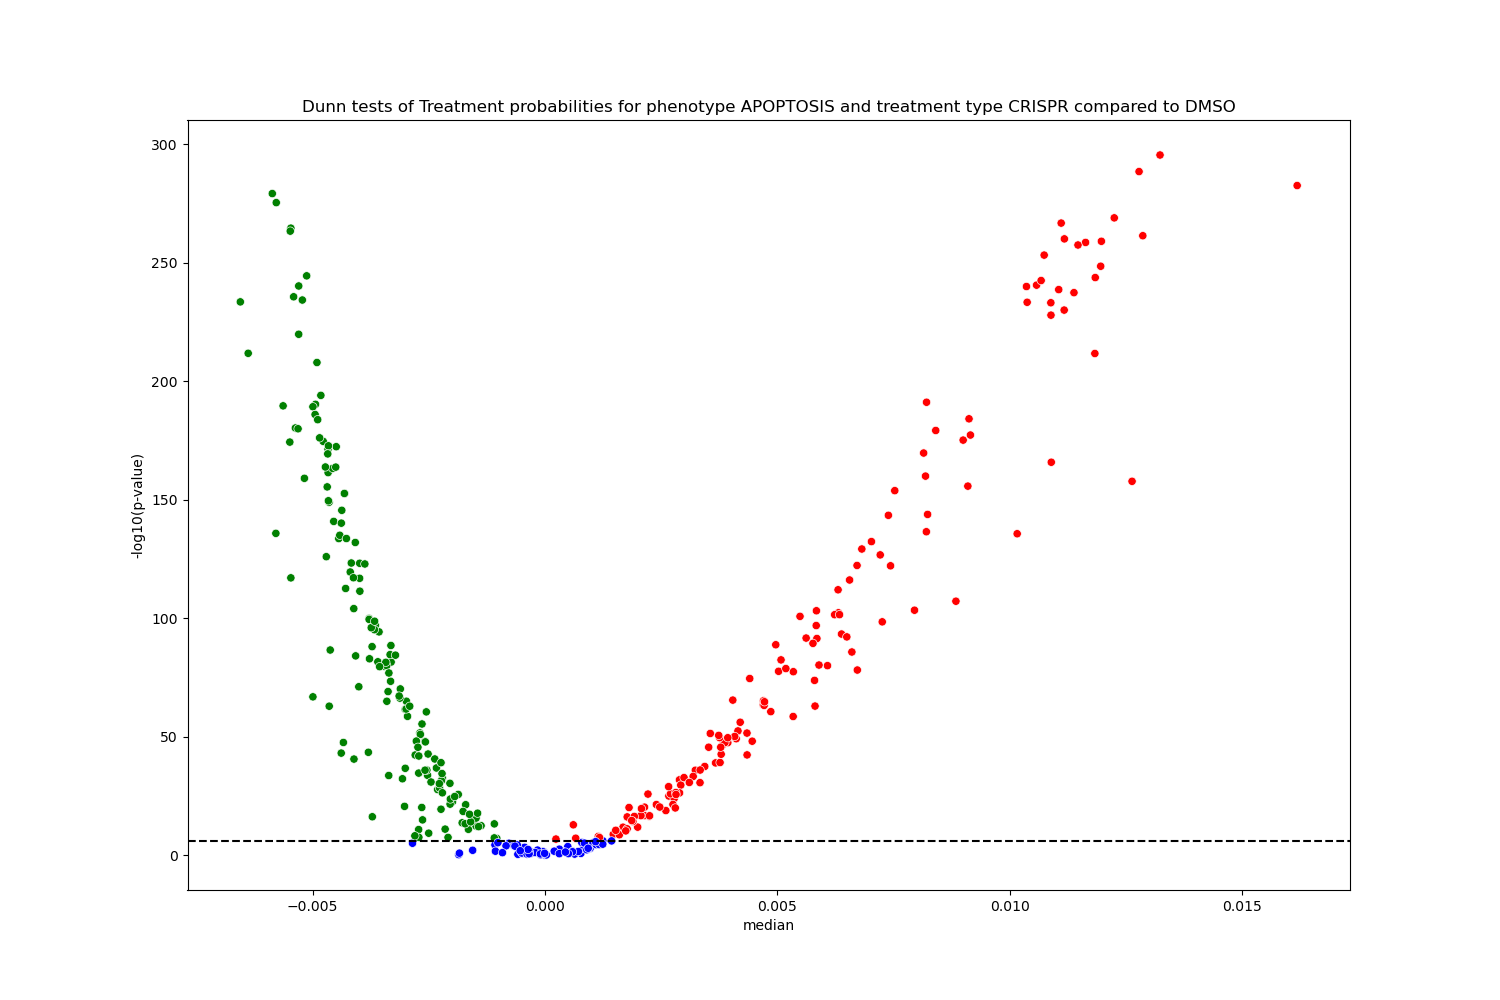 Dunn tests of Treatment probabilities for phenotype APOPTOSIS and treatment type CRISPR compared to DMSO
300
250
200
150
100
50
0
-log10(p-value)
−0.005 0.000 0.005 0.010 0.015
median